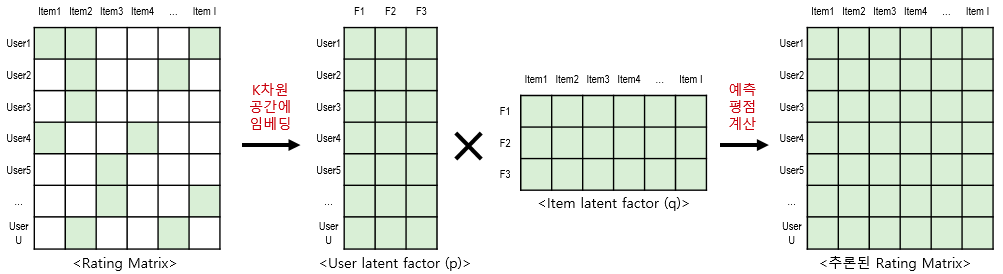 Item1 Item2 Item3 Item4 ... Item I
User1
User2
User3
User4
User5
...
User
U
<Rating Matrix>
K차원
공간에
임베딩
F1 F2 F3
User1
User2
User3
User4
User5
...
User
U
<User latent factor (p)>
Item1 Item2 Item3 Item4 ... Item I
F1
F2
F3
<Item latent factor (q)>
예측
평점
계산
Item1 Item2 Item3 Item4 ... Item I
User1
User2
User3
User4
User5
...
User
U
<추론된 Rating Matrix>